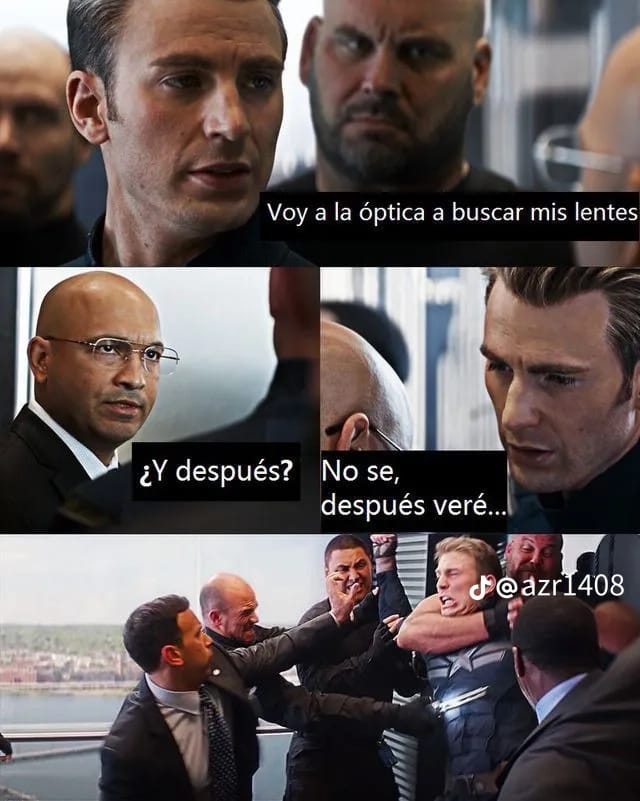 Voy a la óptica a buscar mis lentes
¿Y después?
No se,
después veré...
@azr1408